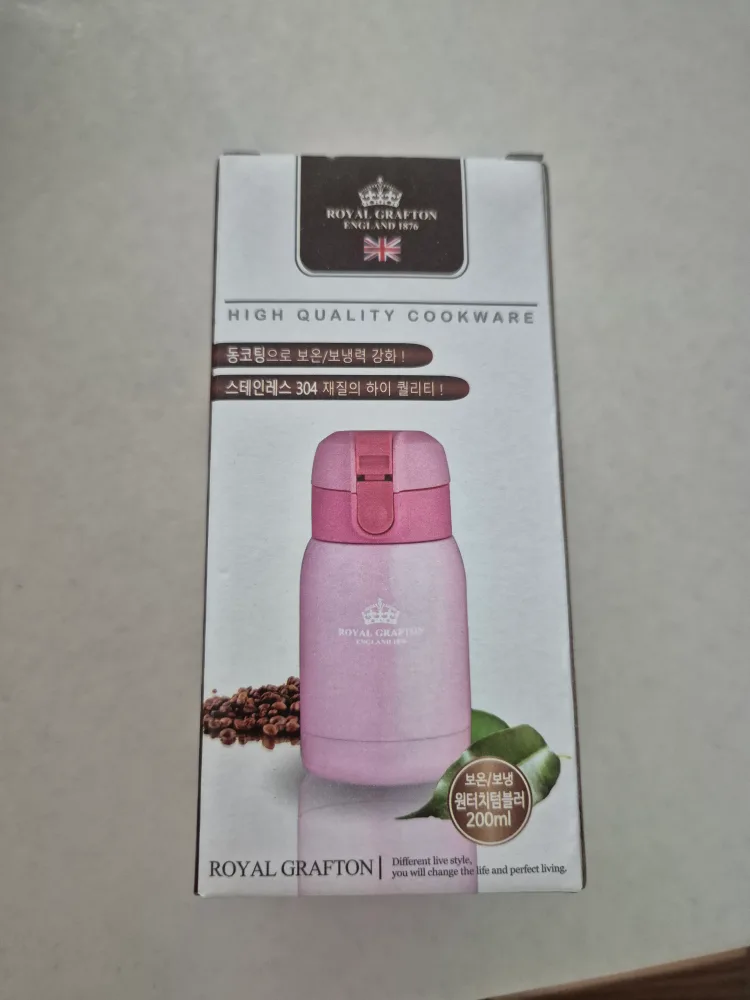 ROYAL GRAFTON
ENGLAND 1876
HIGH QUALITY COOKWARE
동코팅으로 보온/보냉력 강화 !
스테인레스 304 재질의 하이 퀄리티 !
ROYAL GRAFTON
ENGLAND 1876
보온/보냉
원터치텀블러
200ml
ROYAL GRAFTON
Different live style,
you will change the life and perfect living.